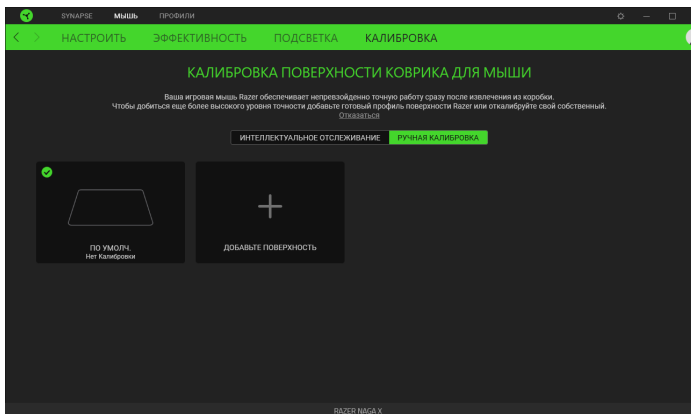 SYNAPSE МЫШЬ ПРОФИЛИ
НАСТРОИТЬ ЭФФЕКТИВНОСТЬ ПОДСВЕТКА КАЛИБРОВКА
КАЛИБРОВКА ПОВЕРХНОСТИ КОВРИКА ДЛЯ МЫШИ
Ваша игровая мышь Razer обеспечивает непревзойденно точную работу сразу после извлечения из коробки.
Чтобы добиться еще более высокого уровня точности добавьте готовый профиль поверхности Razer или откалибруйте свой собственный.
Отказаться
ИНТЕЛЛЕКТУАЛЬНОЕ ОТСЛЕЖИВАНИЕ РУЧНАЯ КАЛИБРОВКА
ПО УМОЛЧ. ДОБАВЬТЕ ПОВЕРХНОСТЬ
Нет Калибровки
RAZER NAGA X